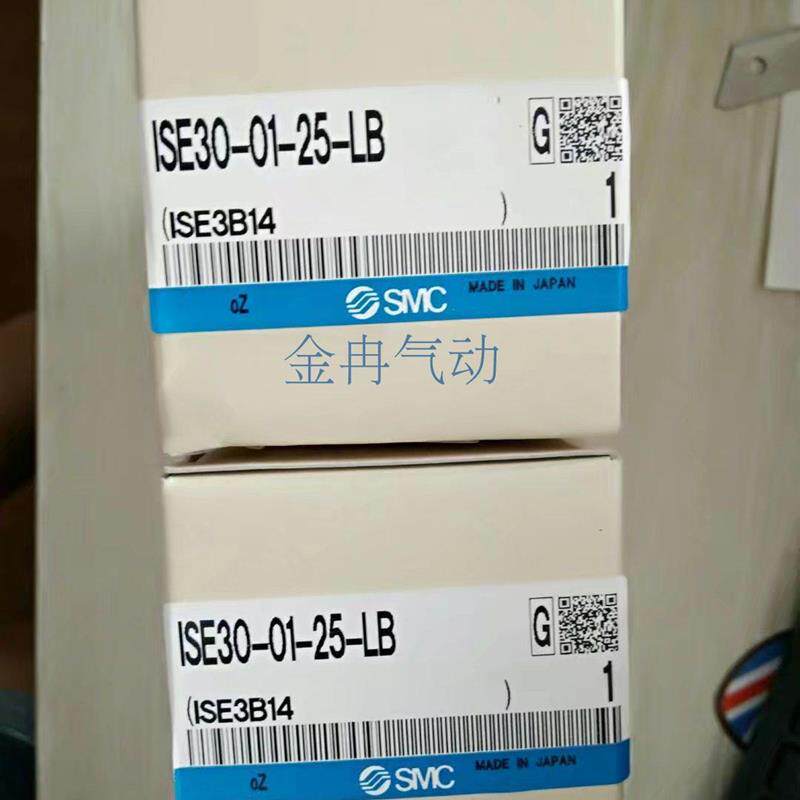 ISE30-01-25-LB
G
1
(ISE3B14 )
oZ SMC MADE IN JAPAN
金冉气动
ISE30-01-25-LB
G
1
(ISE3B14 )
oZ SMC MADE IN JAPAN